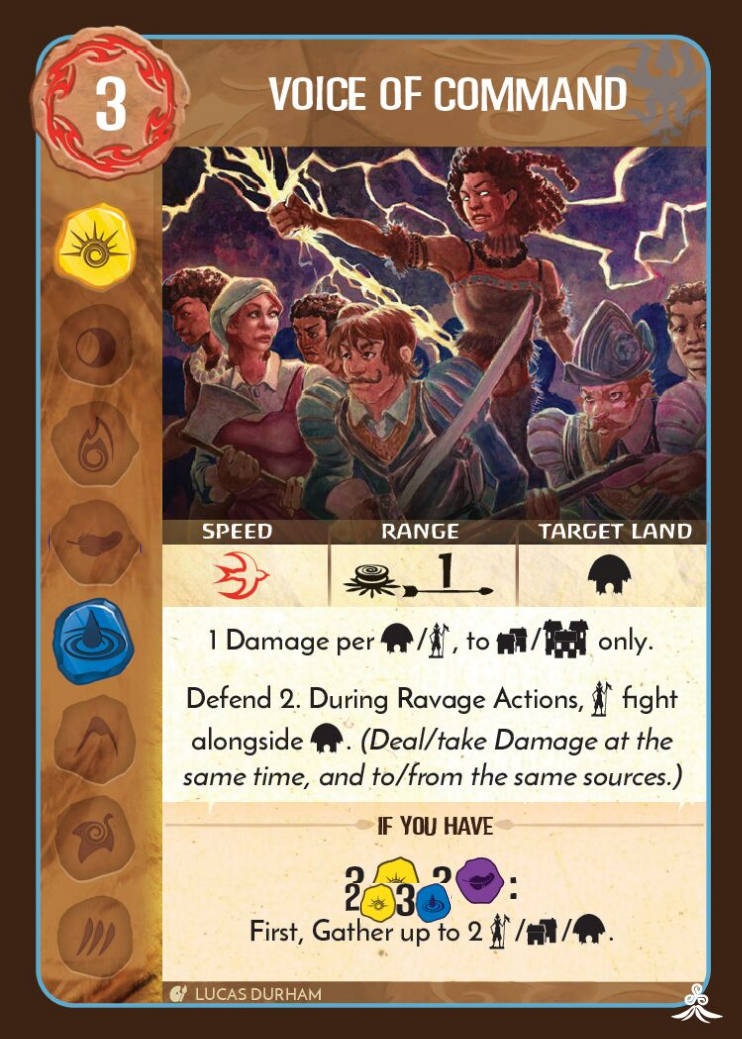 3
VOICE OF COMMAND
SPEED RANGE TARGET LAND
1
1 Damage per / , to / only.
Defend 2. During Ravage Actions, fight
alongside . (Deal/take Damage at the
same time, and to/from the same sources.)
IF YOU HAVE
2
2 3 :
First, Gather up to 2 / / .
LUCAS DURHAM